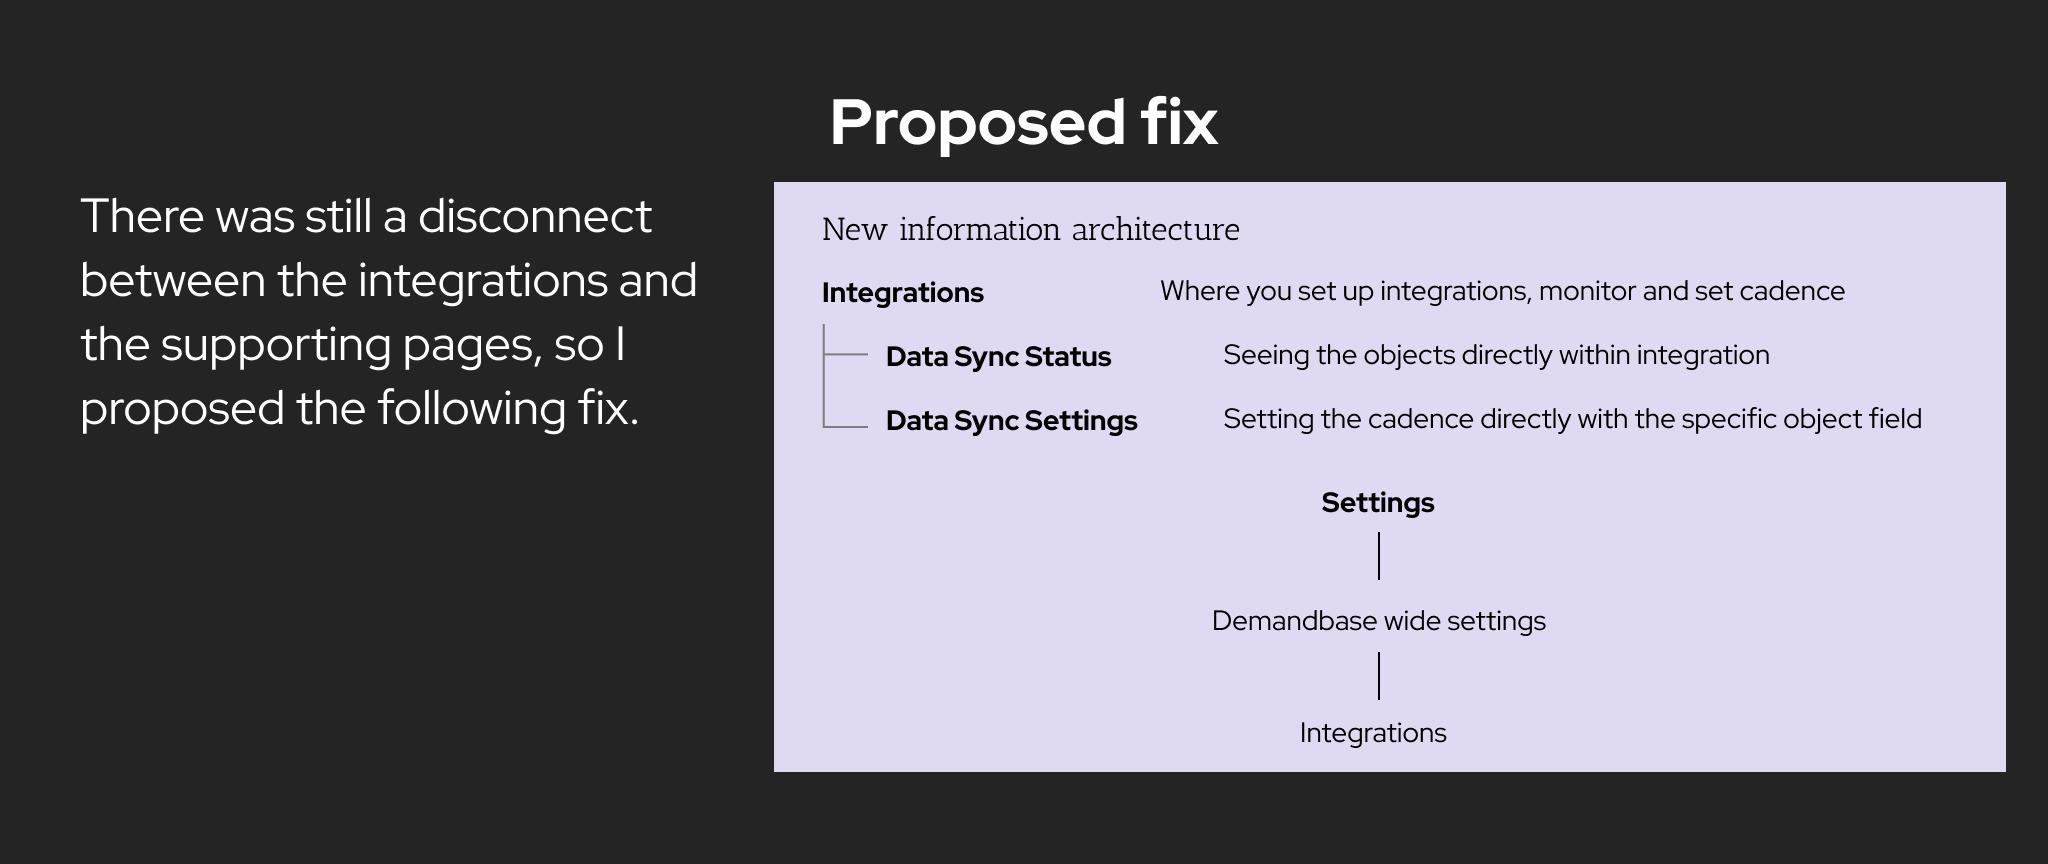 Proposed fix
There was still a disconnect
between the integrations and
the supporting pages, so I
proposed the following fix.
New information architecture
Integrations Where you set up integrations, monitor and set cadence
Data Sync Status Seeing the objects directly within integration
Data Sync Settings Setting the cadence directly with the specific object field
Settings
Demandbase wide settings
Integrations